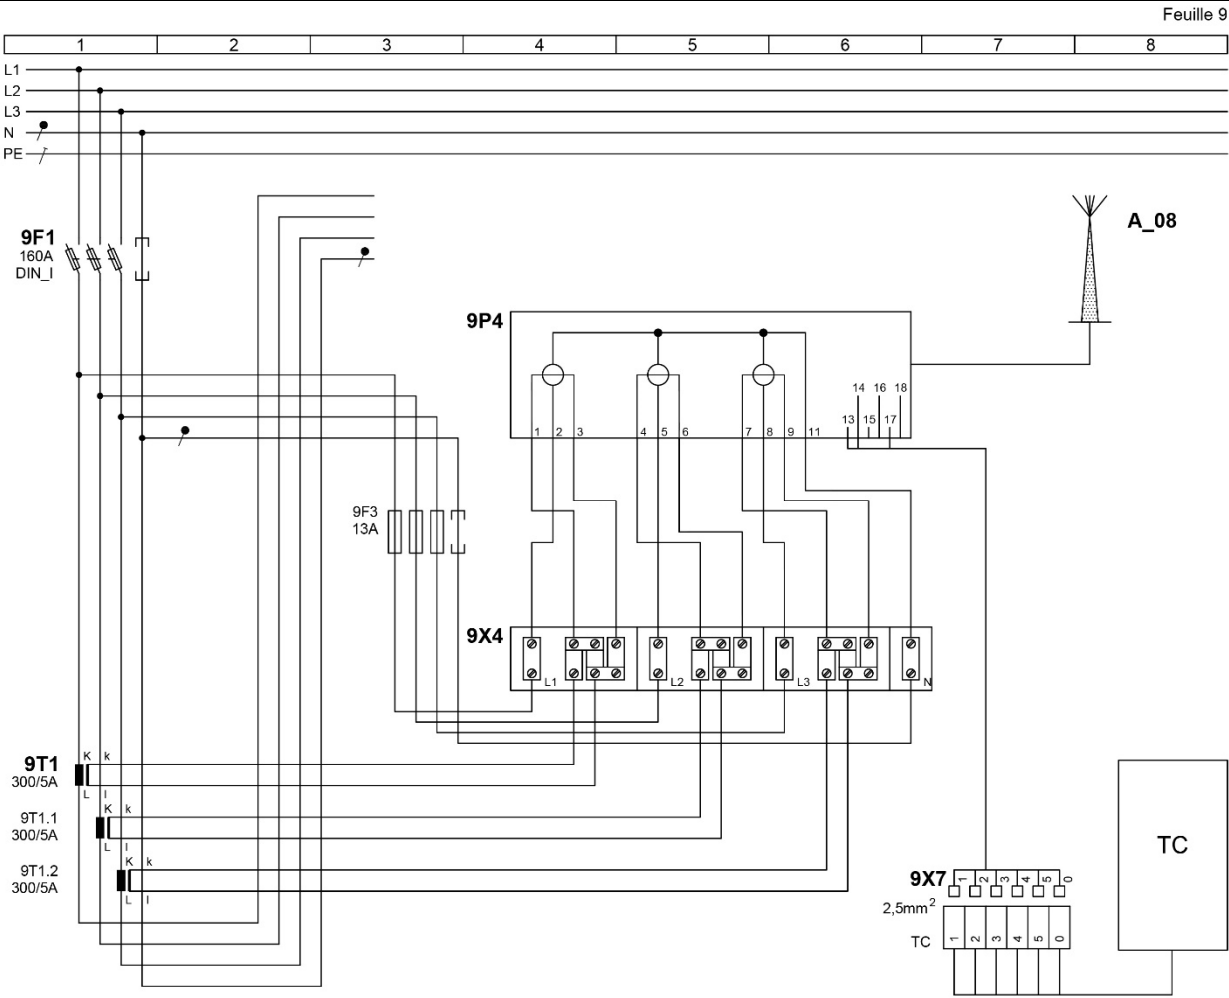 Feuille 9
1 2 3 4 5 6 7 8
L1
L2
L3
N
PE
9F1
160A
DIN_I
A_08
9P4
14 16 18
13 15 17
1 2 3 4 5 6 7 8 9 11
9F3
13A
9X4
L1 L2 L3 N
9T1
300/5A
K k
L l
9T1.1
300/5A
K k
L l
9T1.2
300/5A
K k
L l
9X7
1 2 3 4 5 0
2,5mm²
TC
1 2 3 4 5 0
TC